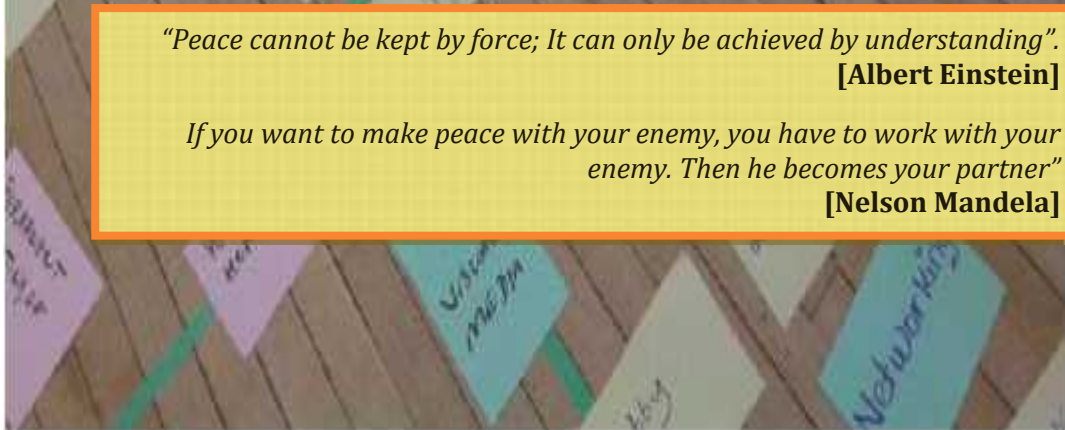 “Peace cannot be kept by force; It can only be achieved by understanding”.
[Albert Einstein]
If you want to make peace with your enemy, you have to work with your
enemy. Then he becomes your partner”
[Nelson Mandela]
Networking